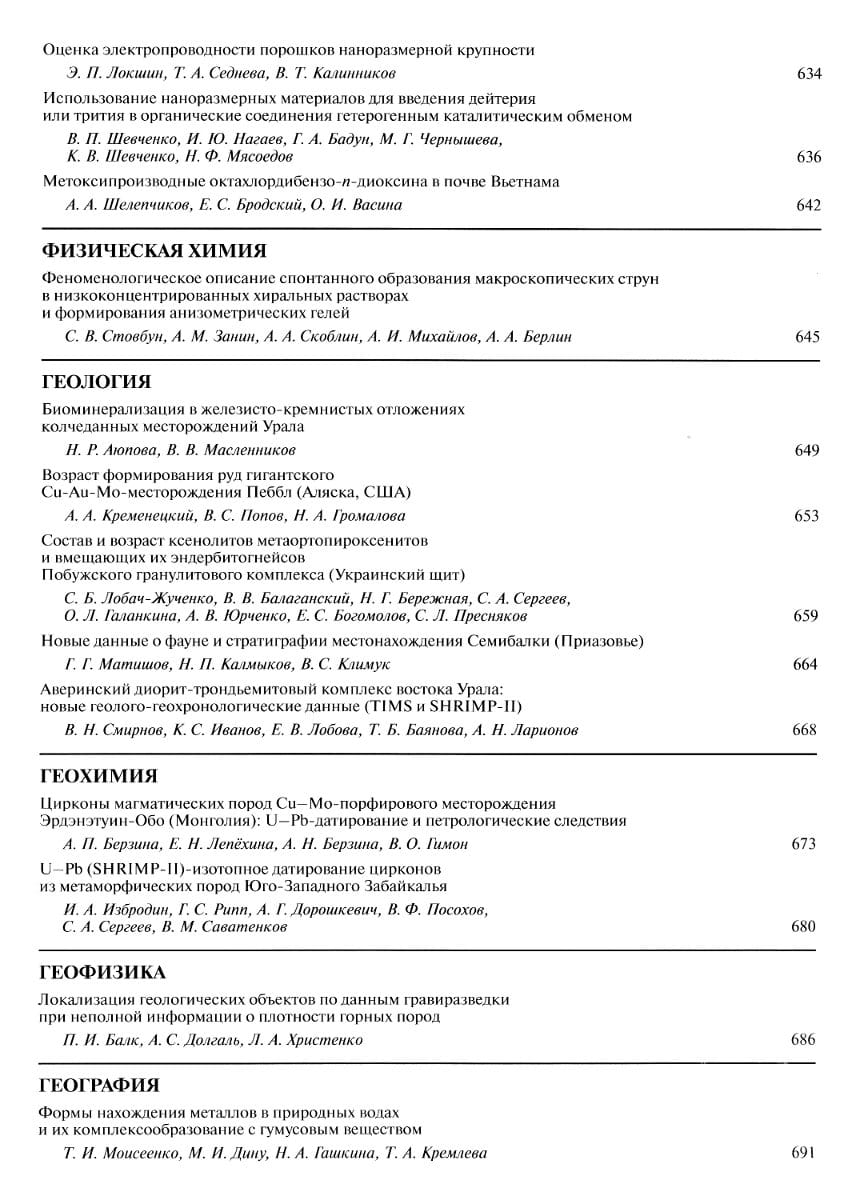 Оценка электропроводности порошков наноразмерной крупности
Э. П. Локшин, Т. А. Седнева, В. Т. Калинников 634
Использование наноразмерных материалов для введения дейтерия
или трития в органические соединения гетерогенным каталитическим обменом
В. П. Шевченко, И. Ю. Нагаев, Г. А. Бадун, М. Г. Чернышева,
К. В. Шевченко, Н. Ф. Мясоедов 636
Метоксипроизводные октахлордибензо-п-диоксина в почве Вьетнама
А. А. Шелепчиков, Е. С. Бродский, О. И. Васина 642
ФИЗИЧЕСКАЯ ХИМИЯ
Феноменологическое описание спонтанного образования макроскопических струн
в низкоконцентрированных хиральных растворах
и формирования анизометрических гелей
С. В. Стовбун, А. М. Занин, А. А. Скоблин, А. И. Михайлов, А. А. Берлин 645
ГЕОЛОГИЯ
Биоминерализация в железисто-кремнистых отложениях
колчеданных месторождений Урала
Н. Р. Аюпова, В. В. Масленников 649
Возраст формирования руд гигантского
Cu-Au-Mo-месторождения Пеббл (Аляска, США)
А. А. Кременецкий, В. С. Попов, Н. А. Громалова 653
Состав и возраст ксенолитов метаортопироксенитов
и вмещающих их эндербитогнейсов
Побужского гранулитового комплекса (Украинский щит)
С. Б. Лобач-Жученко, В. В. Балаганский, Н. Г. Бережная, С. А. Сергеев,
О. Л. Галанкина, А. В. Юрченко, Е. С. Богомолов, С. Л. Пресняков 659
Новые данные о фауне и стратиграфии местонахождения Семибалки (Приазовье)
Г. Г. Матишов, Н. П. Калмыков, В. С. Климук 664
Аверинский диорит-трондьемитовый комплекс востока Урала:
новые геолого-геохронологические данные (TIMS и SHRIMP-II)
В. Н. Смирнов, К. С. Иванов, Е. В. Лобова, Т. Б. Баянова, А. Н. Ларионов 668
ГЕОХИМИЯ
Цирконы магматических пород Cu–Mo-порфирового месторождения
Эрдэнэтуин-Обо (Монголия): U–Pb-датирование и петрологические следствия
А. П. Берзина, Е. Н. Лепёхина, А. Н. Берзина, В. О. Гимон 673
U–Pb (SHRIMP-II)-изотопное датирование цирконов
из метаморфических пород Юго-Западного Забайкалья
И. А. Избродин, Г. С. Рипп, А. Г. Дорошкевич, В. Ф. Посохов,
С. А. Сергеев, В. М. Саватенков 680
ГЕОФИЗИКА
Локализация геологических объектов по данным гравиразведки
при неполной информации о плотности горных пород
П. И. Балк, А. С. Долгаль, Л. А. Христенко 686
ГЕОГРАФИЯ
Формы нахождения металлов в природных водах
и их комплексообразование с гумусовым веществом
Т. И. Моисеенко, М. И. Дину, Н. А. Гашкина, Т. А. Кремлева 691